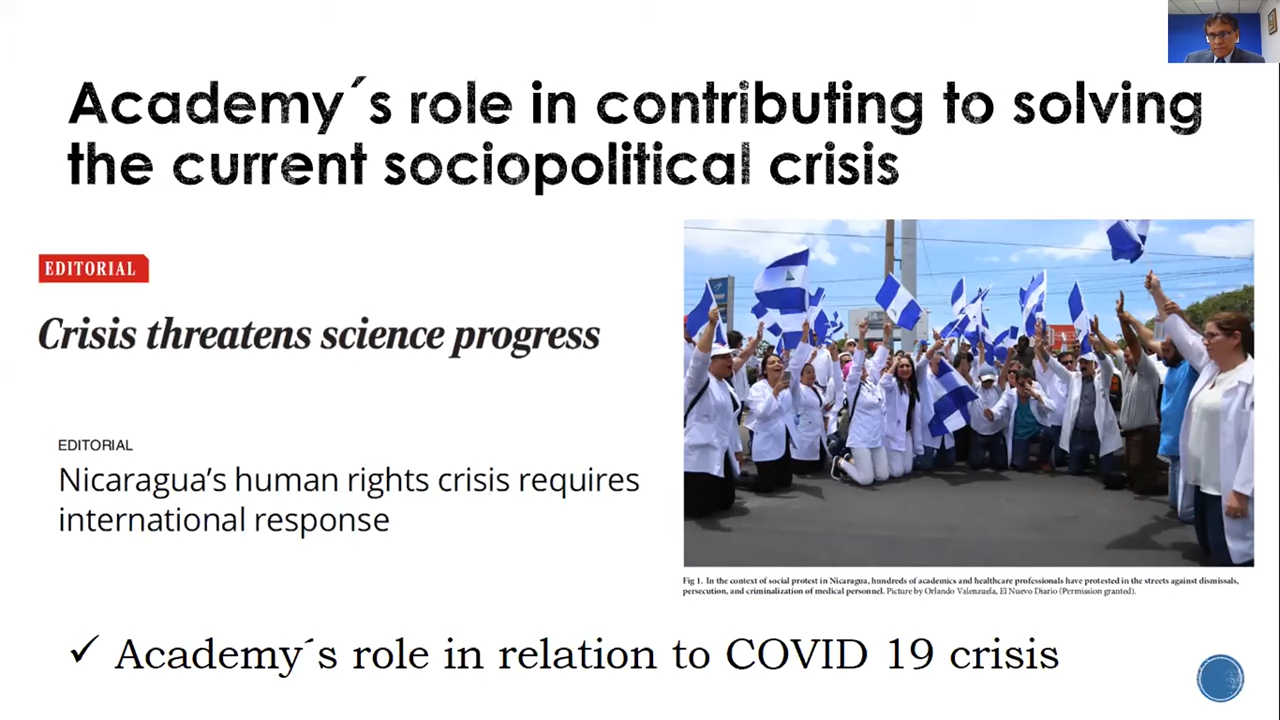 Academy´s role in contributing to solving
the current sociopolitical crisis
EDITORIAL
Crisis threatens science progress
EDITORIAL
Nicaragua’s human rights crisis requires
international response
Fig 1. In the context of social protest in Nicaragua, hundreds of academics and healthcare professionals have protested in the streets against dismissals,
persecution, and criminalization of medical personnel. Picture by Orlando Valenzuela, El Nuevo Diario (Permission granted).
✓ Academy´s role in relation to COVID 19 crisis